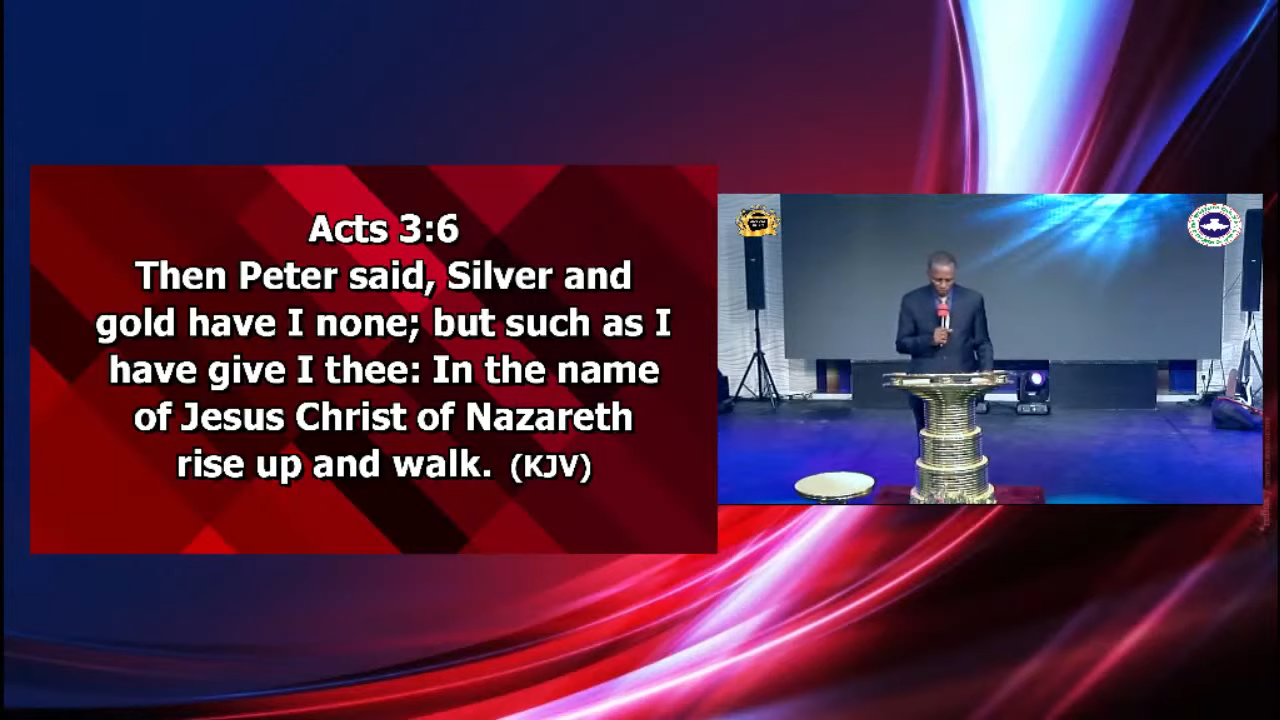 Acts 3:6
Then Peter said, Silver and
gold have I none; but such as I
have give I thee: In the name
of Jesus Christ of Nazareth
rise up and walk. (KJV)